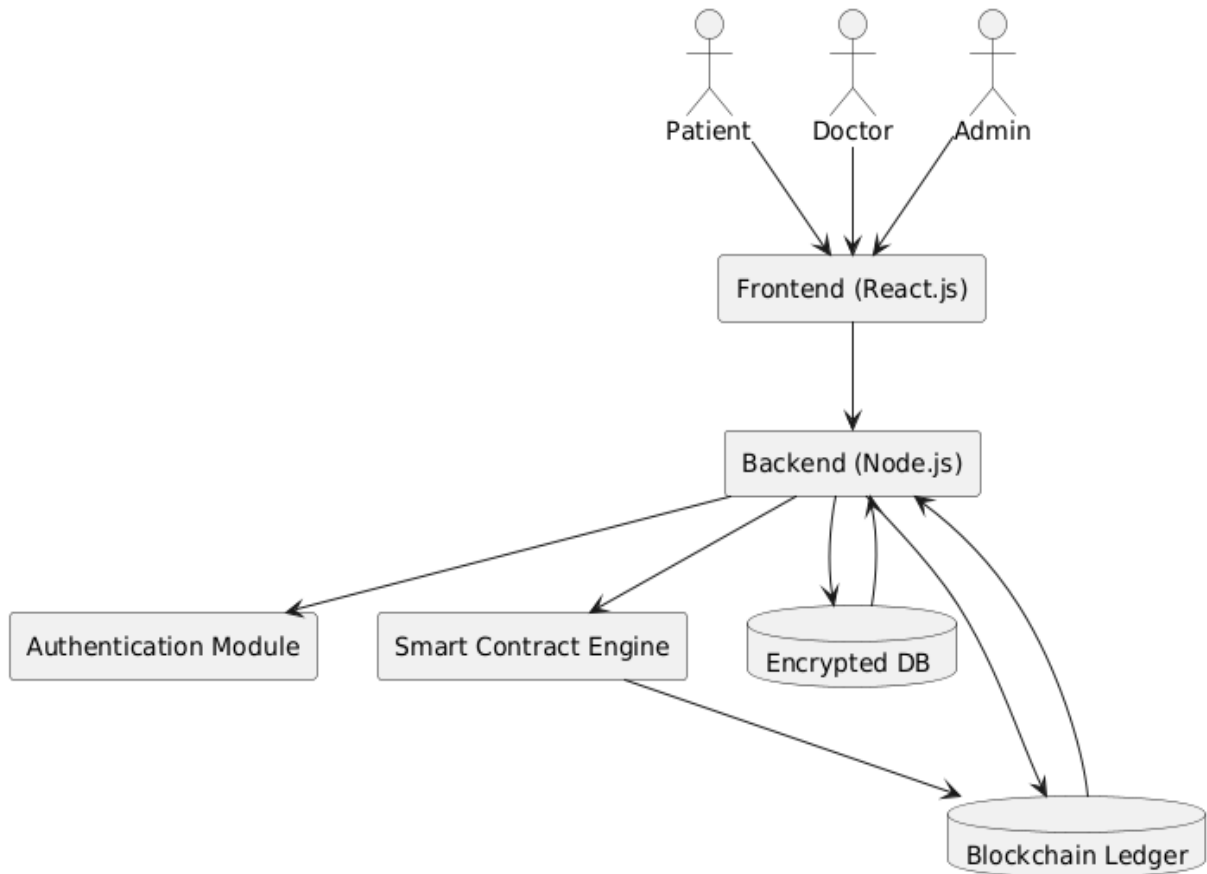 Patient
Doctor
Admin
Frontend (React.js)
Backend (Node.js)
Authentication Module
Smart Contract Engine
Encrypted DB
Blockchain Ledger